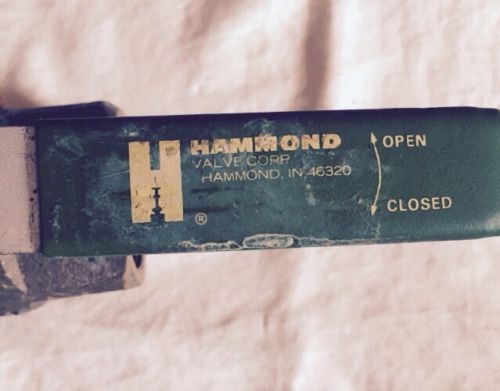 H
HAMMOND
VALVE CORP
HAMMOND, IN 46320
®
OPEN
CLOSED